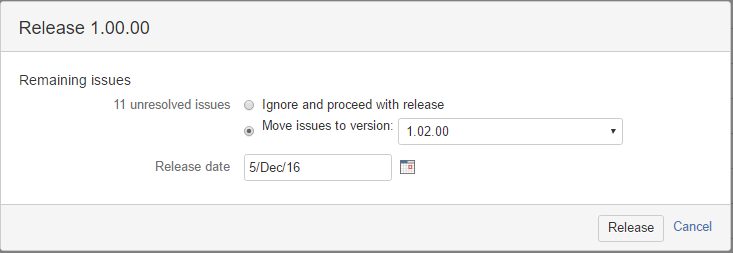 Release 1.00.00
Remaining issues
11 unresolved issues Ignore and proceed with release
Move issues to version: 1.02.00
Release date 5/Dec/16
Release Cancel